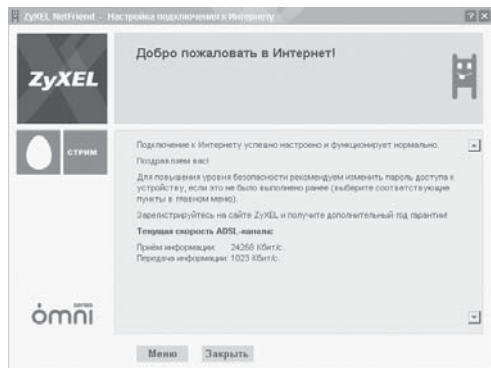 ZyXEL NetFriend - Настройка подключения к Интернету
ZyXEL
Добро пожаловать в Интернет!
СТРИМ
Подключение к Интернету успешно настроено и функционирует нормально.
Поздравляем вас!
Для повышения уровня безопасности рекомендуем изменить пароль доступа к
устройству, если это не было выполнено ранее (выберите соответствующие
пункты в главном меню).
Зарегистрируйтесь на сайте ZyXEL и получите дополнительный год гарантии!
Текущая скорость ADSL-канала:
Приём информации: 24268 Кбит/с.
Передача информации: 1023 Кбит/с.
omni series
Меню Закрыть